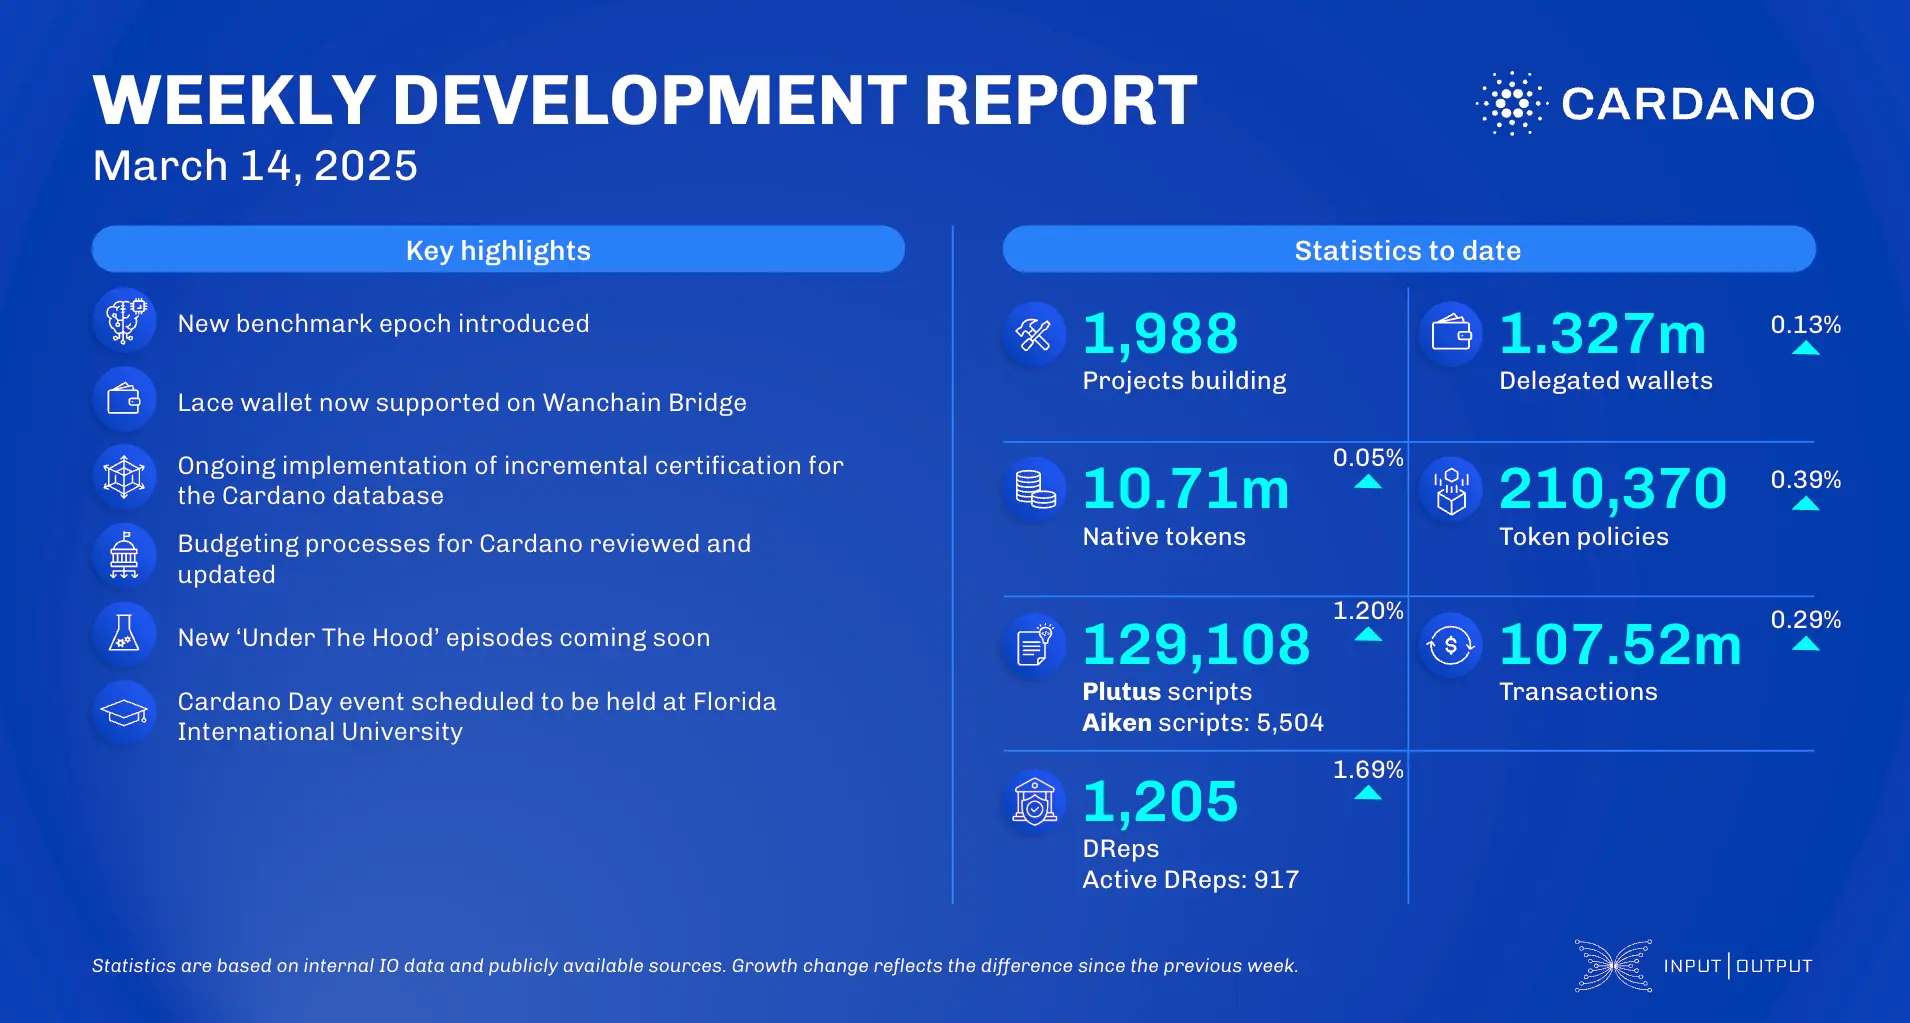 WEEKLY DEVELOPMENT REPORT
March 14, 2025
CARDANO
Key highlights
New benchmark epoch introduced
Lace wallet now supported on Wanchain Bridge
Ongoing implementation of incremental certification for
the Cardano database
Budgeting processes for Cardano reviewed and
updated
New ‘Under The Hood’ episodes coming soon
Cardano Day event scheduled to be held at Florida
International University
Statistics to date
1,988
Projects building
1.327m
0.13%
Delegated wallets
10.71m
0.05%
Native tokens
210,370
0.39%
Token policies
129,108
1.20%
Plutus scripts
Aiken scripts: 5,504
107.52m
0.29%
Transactions
1,205
1.69%
DReps
Active DReps: 917
Statistics are based on internal IO data and publicly available sources. Growth change reflects the difference since the previous week.
INPUT|OUTPUT